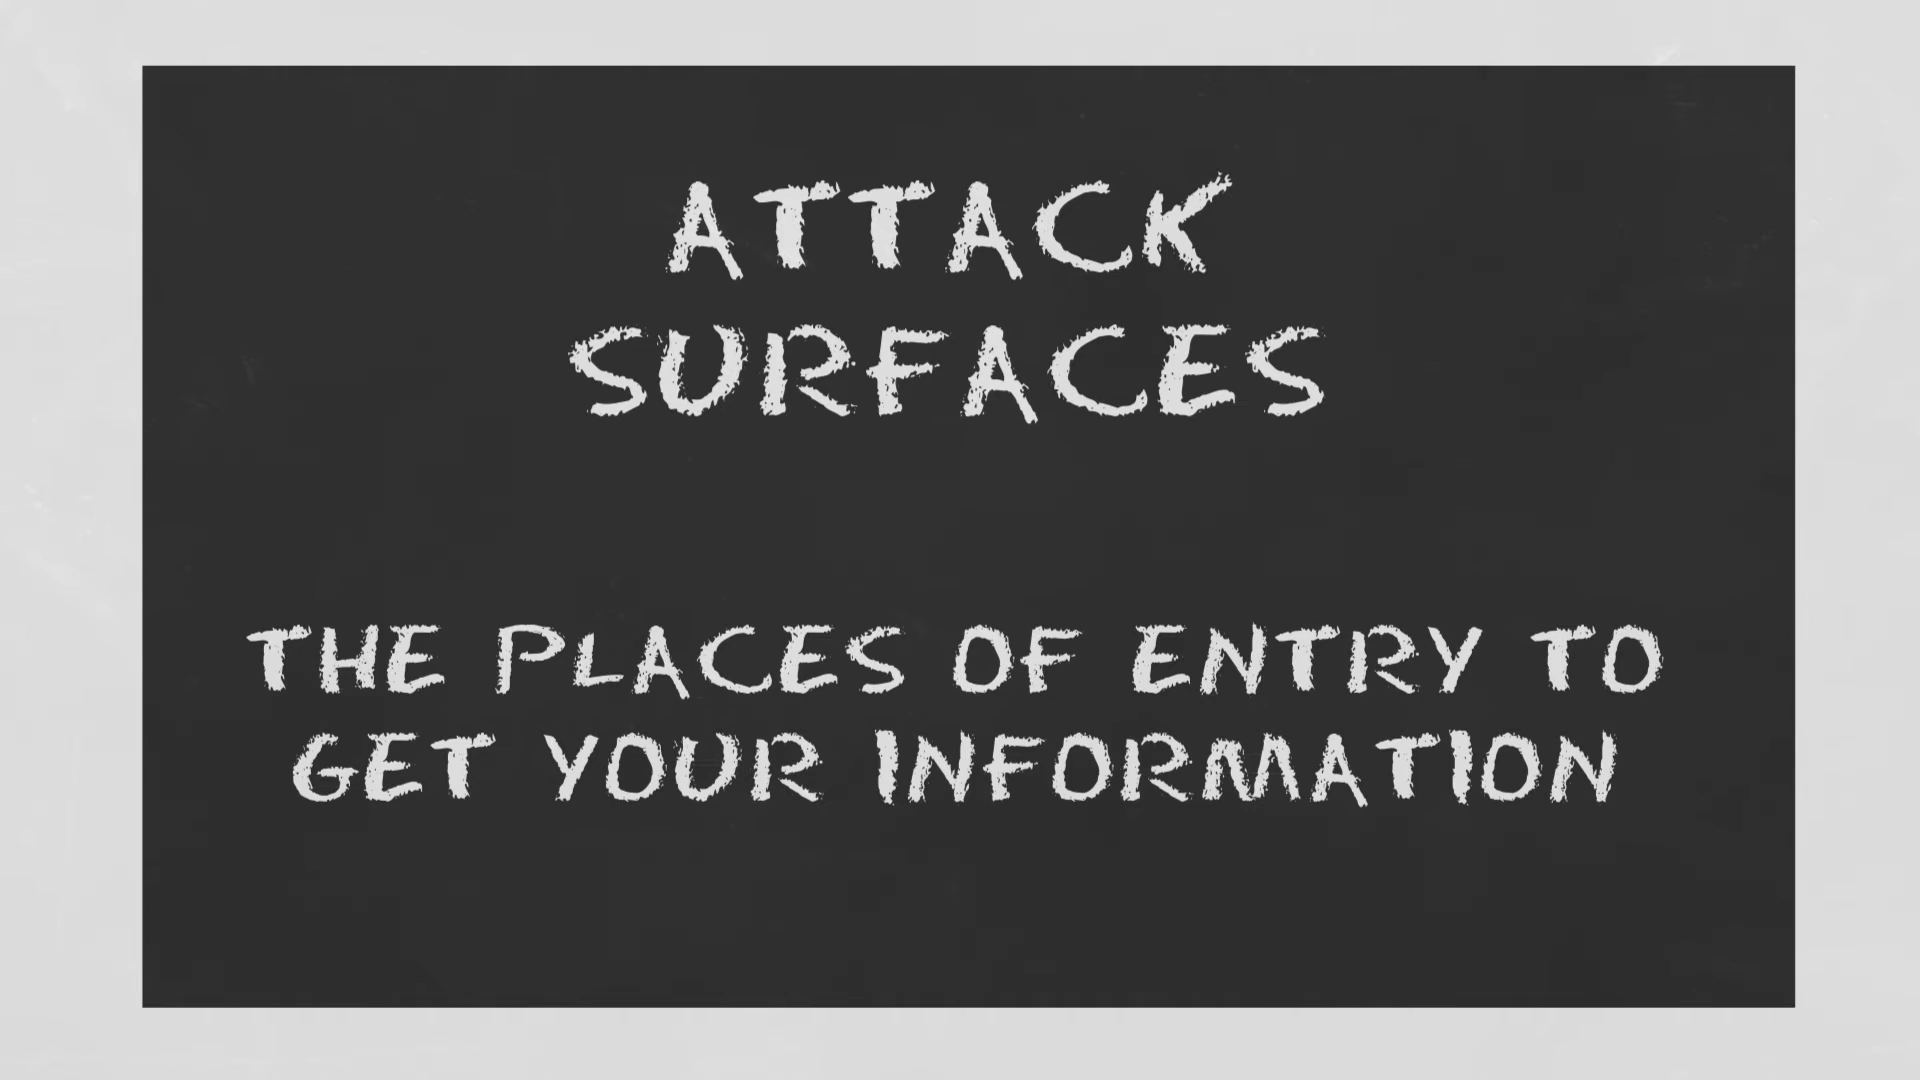 ATTACK
SURFACES
THE PLACES OF ENTRY TO
GET YOUR INFORMATION